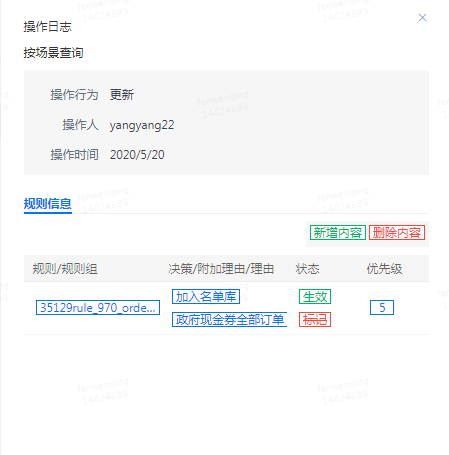 操作日志
×
按场景查询
操作行为 更新
操作人 yangyang22
操作时间 2020/5/20
规则信息
新增内容 删除内容
规则/规则组 决策/附加理由/理由 状态 优先级
35129rule_970_orde... 加入名单库 生效 5
政府现金券全部订单 标记